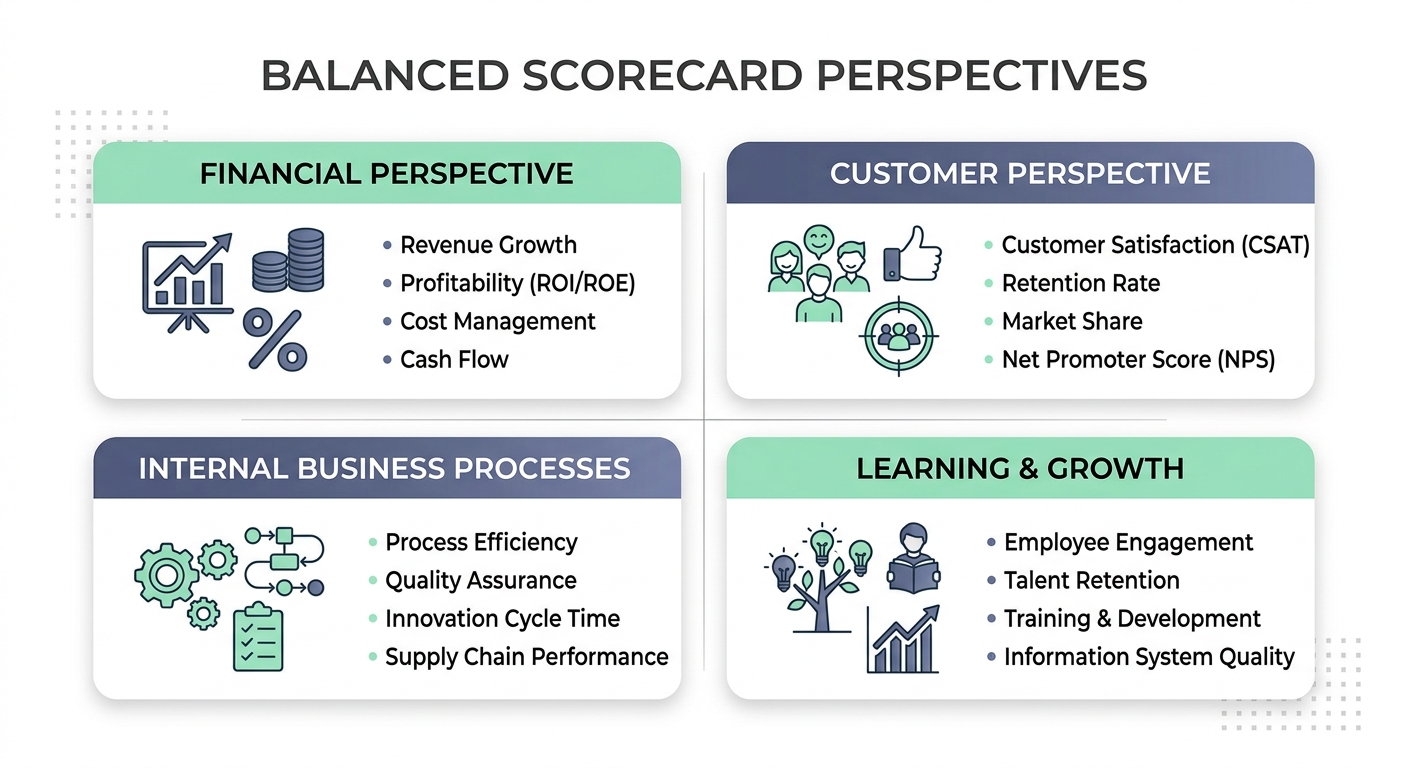 BALANCED SCORECARD PERSPECTIVES
FINANCIAL PERSPECTIVE
• Revenue Growth
• Profitability (ROI/ROE)
• Cost Management
• Cash Flow
%
CUSTOMER PERSPECTIVE
• Customer Satisfaction (CSAT)
• Retention Rate
• Market Share
• Net Promoter Score (NPS)
INTERNAL BUSINESS PROCESSES
• Process Efficiency
• Quality Assurance
• Innovation Cycle Time
• Supply Chain Performance
LEARNING & GROWTH
• Employee Engagement
• Talent Retention
• Training & Development
• Information System Quality